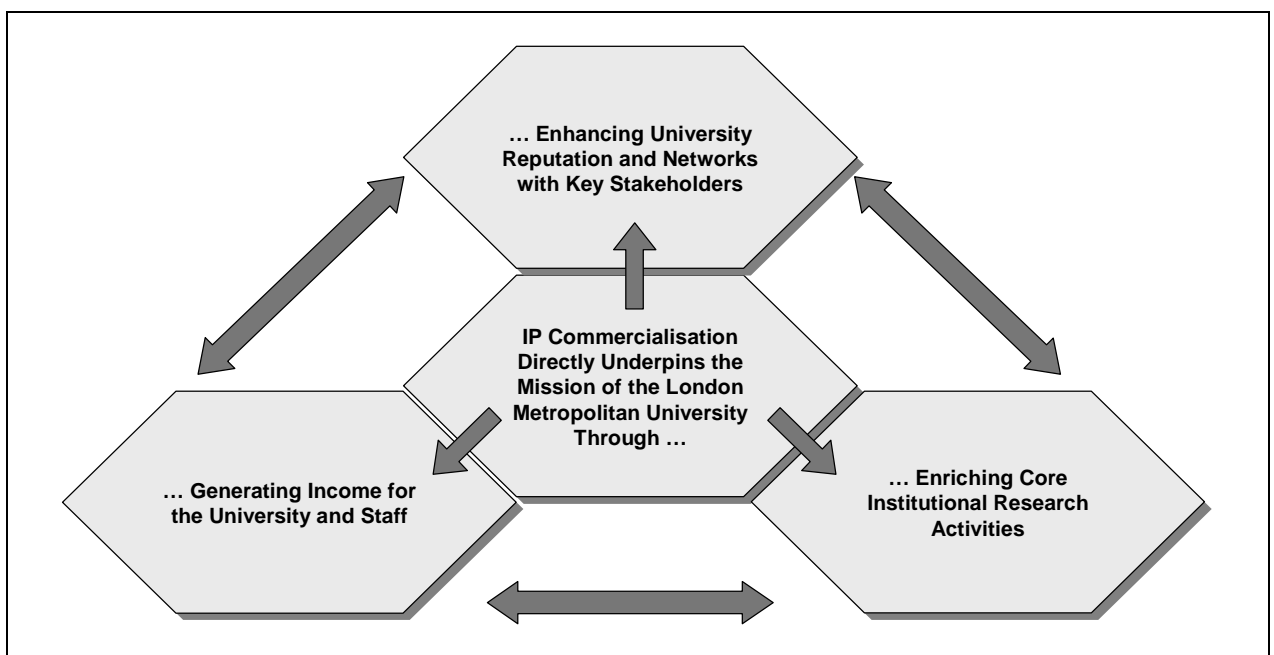 … Enhancing University
Reputation and Networks
with Key Stakeholders
IP Commercialisation
Directly Underpins the
Mission of the London
Metropolitan University
Through …
… Generating Income for
the University and Staff
… Enriching Core
Institutional Research
Activities